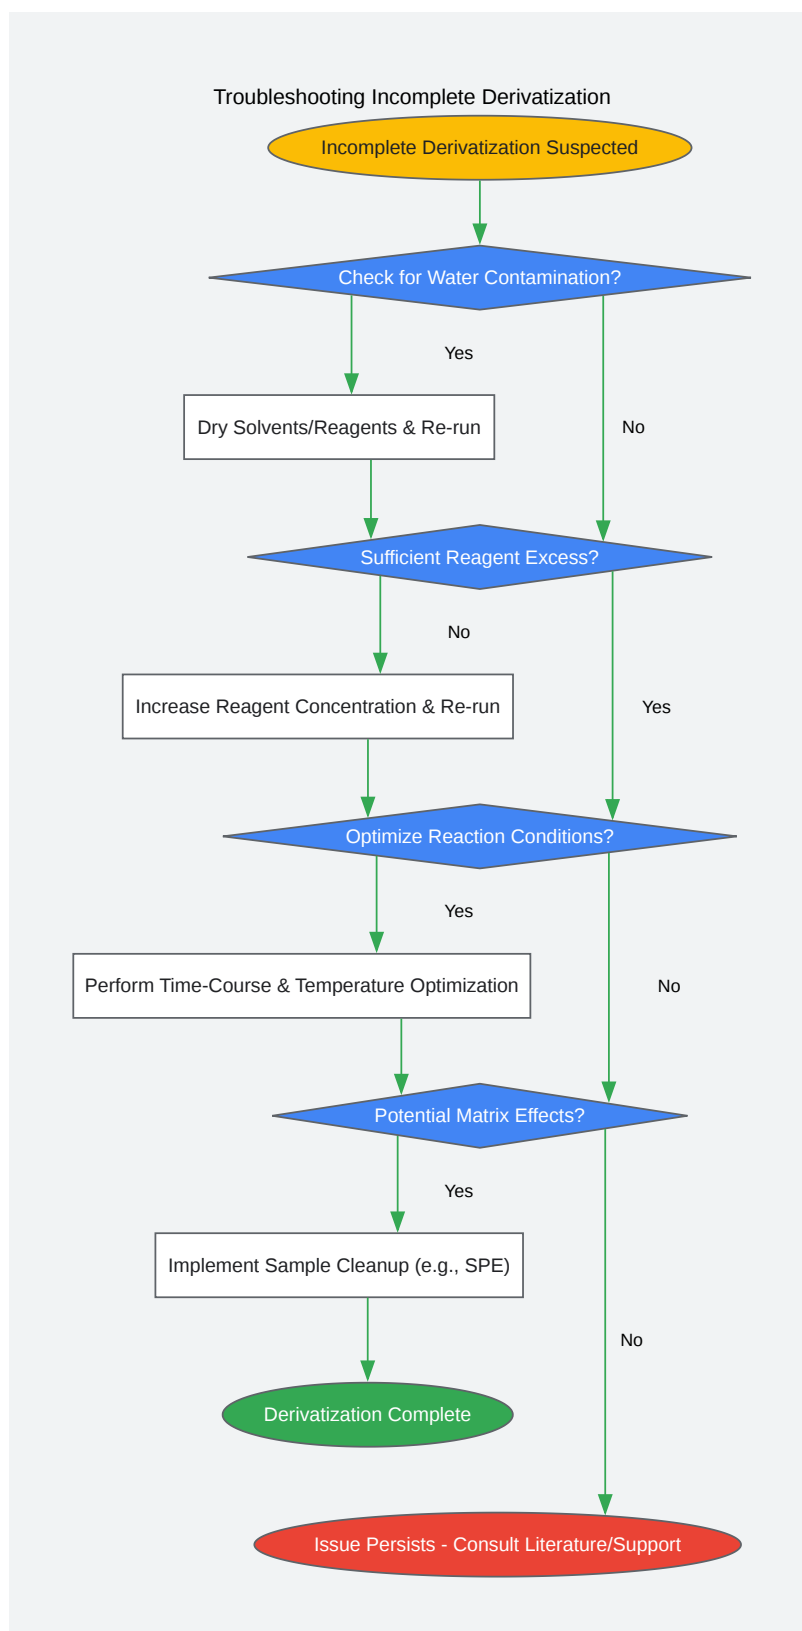 Troubleshooting Incomplete Derivatization
Incomplete Derivatization Suspected
Check for Water Contamination?
Yes
Dry Solvents/Reagents & Re-run
No
Sufficient Reagent Excess?
No
Increase Reagent Concentration & Re-run
Yes
Optimize Reaction Conditions?
Yes
Perform Time-Course & Temperature Optimization
No
Potential Matrix Effects?
Yes
Implement Sample Cleanup (e.g., SPE)
No
Derivatization Complete
Issue Persists - Consult Literature/Support